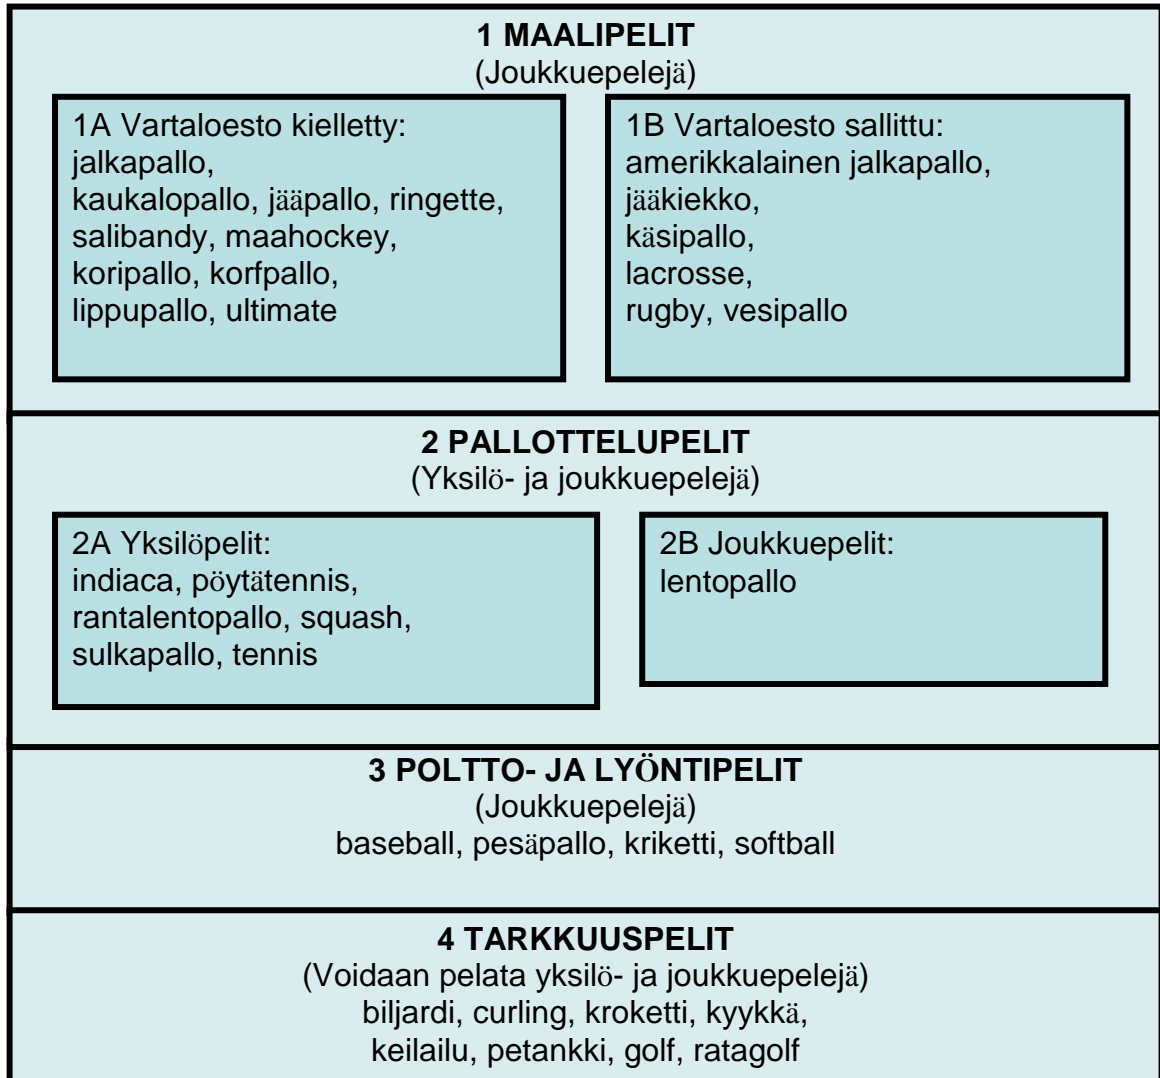 1 MAALIPELIT
(Joukkuepelejä)
1A Vartaloesto kielletty:
jalkapallo,
kaukalopallo, jääpallo, ringette,
salibandy, maahockey,
koripallo, korfpallo,
lippupallo, ultimate
1B Vartaloesto sallittu:
amerikkalainen jalkapallo,
jääkiekko,
käsipallo,
lacrosse,
rugby, vesipallo
2 PALLOTTELUPELIT
(Yksilö- ja joukkuepelejä)
2A Yksilöpelit:
indiaca, pöytätennis,
rantalentopallo, squash,
sulkapallo, tennis
2B Joukkuepelit:
lentopallo
3 POLTTO- JA LYÖNTIPELIT
(Joukkuepelejä)
baseball, pesäpallo, kriketti, softball
4 TARKKUUSPELIT
(Voidaan pelata yksilö- ja joukkuepelejä)
biljardi, curling, kroketti, kyykkä,
keilailu, petankki, golf, ratagolf